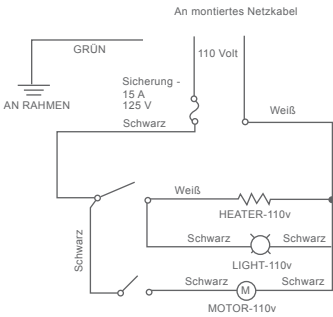 An montiertes Netzkabel
GRÜN
110 Volt
Sicherung -
15 A
125 V
AN RAHMEN
Schwarz
Weiß
Weiß
HEATER-110v
Schwarz
Schwarz
Schwarz
LIGHT-110v
Schwarz
Schwarz
M
MOTOR-110v